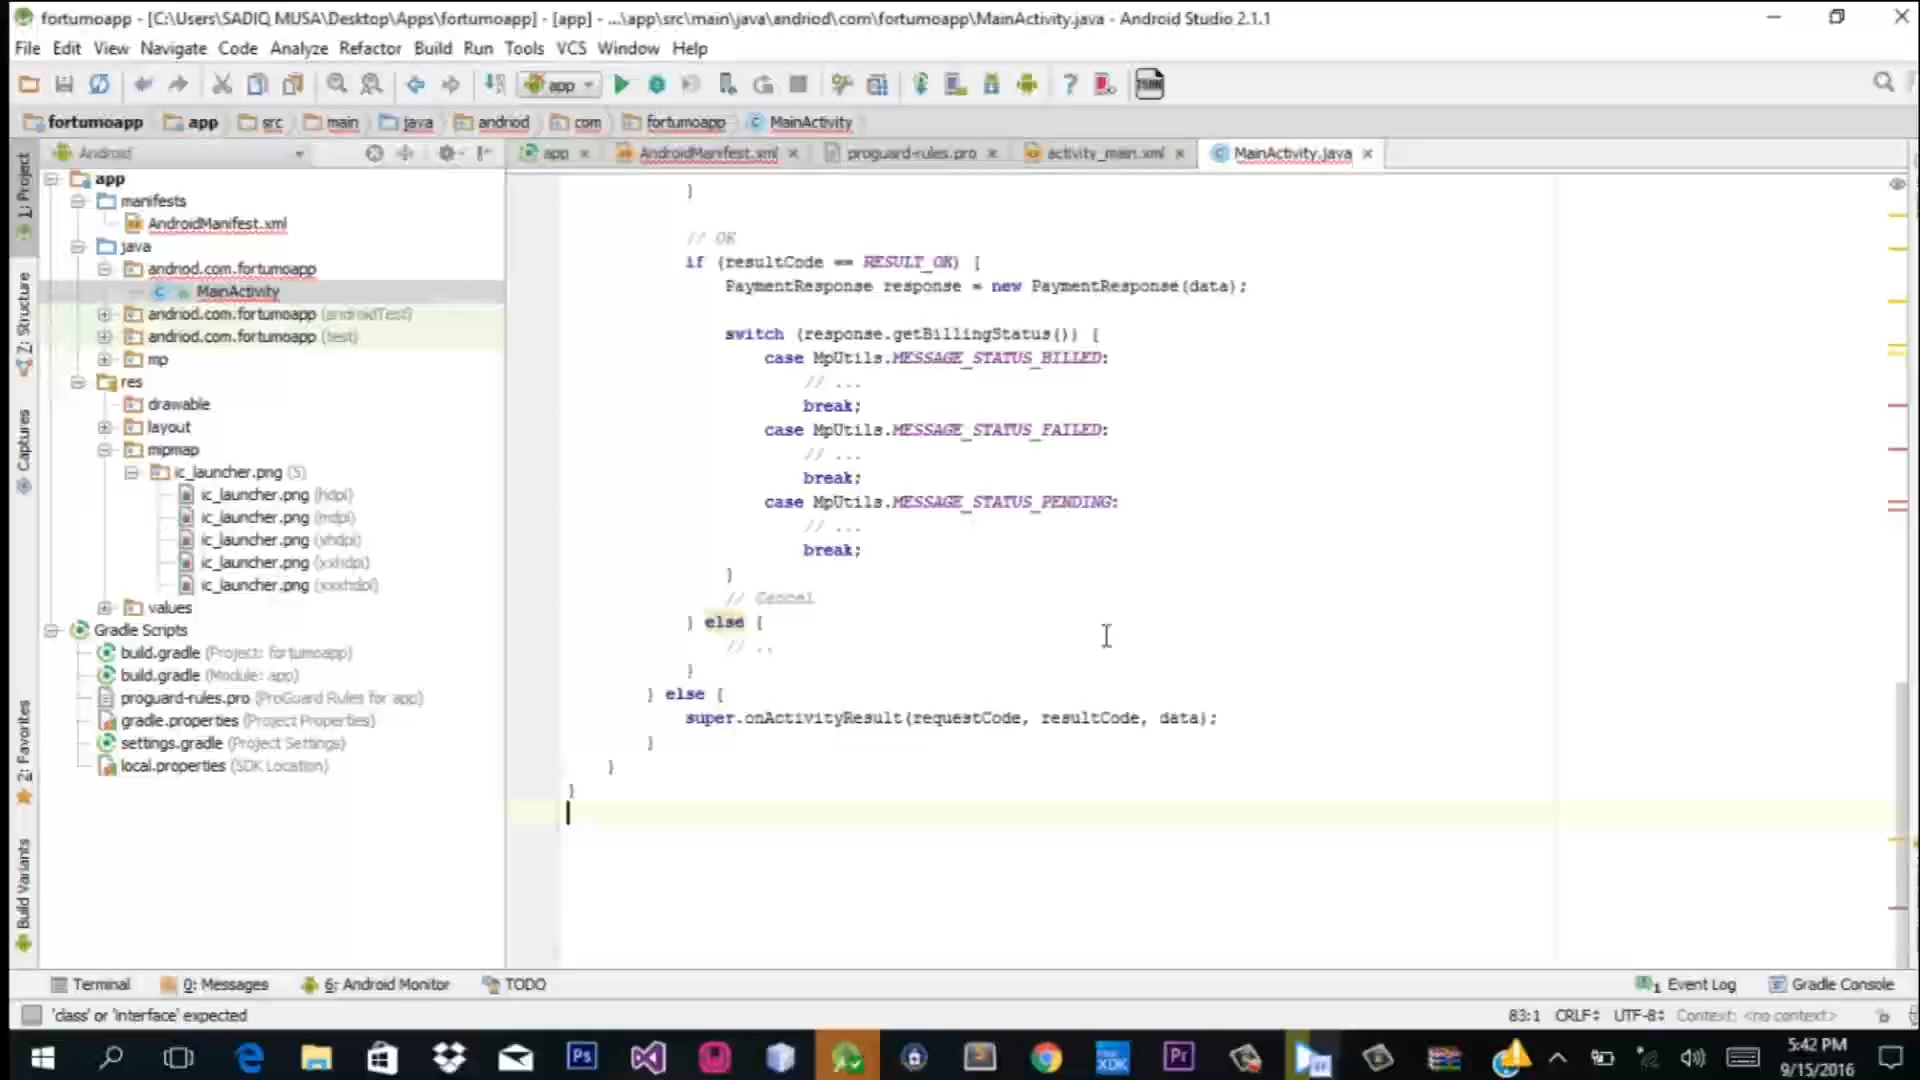 fortumoapp - [C:\Users\SADIQ MUSA\Desktop\Apps\fortumoapp] - [app] - ...\app\src\main\java\andriod\com\fortumoapp\MainActivity.java - Android Studio 2.1.1
File Edit View Navigate Code Analyze Refactor Build Run Tools VCS Window Help
app
fortumoapp app src main java andriod com fortumoapp MainActivity
Android
app AndroidManifest.xml proguard-rules.pro activity_main.xml MainActivity.java
1: Project
Z: Structure
Captures
2: Favorites
Build Variants
app
manifests
AndroidManifest.xml
java
andriod.com.fortumoapp
MainActivity
andriod.com.fortumoapp (androidTest)
andriod.com.fortumoapp (test)
mp
res
drawable
layout
mipmap
ic_launcher.png (5)
ic_launcher.png (hdpi)
ic_launcher.png (mdpi)
ic_launcher.png (xhdpi)
ic_launcher.png (xxhdpi)
ic_launcher.png (xxxhdpi)
values
Gradle Scripts
build.gradle (Project: fortumoapp)
build.gradle (Module: app)
proguard-rules.pro (ProGuard Rules for app)
gradle.properties (Project Properties)
settings.gradle (Project Settings)
local.properties (SDK Location)
}
// OK
if (resultCode == RESULT_OK) {
PaymentResponse response = new PaymentResponse(data);
switch (response.getBillingStatus()) {
case MpUtils.MESSAGE_STATUS_BILLED:
// ...
break;
case MpUtils.MESSAGE_STATUS_FAILED:
// ...
break;
case MpUtils.MESSAGE_STATUS_PENDING:
// ...
break;
}
// Cancel
} else {
// ..
}
} else {
super.onActivityResult(requestCode, resultCode, data);
}
}
}
Terminal 0: Messages 6: Android Monitor TODO 1 Event Log Gradle Console
'class' or 'interface' expected 83:1 CRLF UTF-8 Context: <no context>
Ps XDK Pr
5:42 PM
9/15/2016